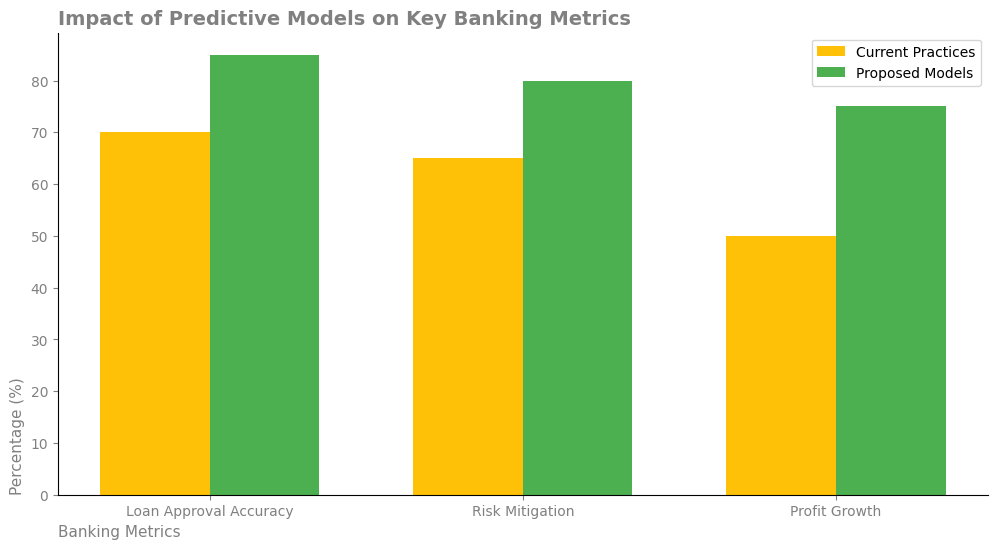 Impact of Predictive Models on Key Banking Metrics
Current Practices
Proposed Models
Percentage (%)
80
70
60
50
40
30
20
10
0
Loan Approval Accuracy
Risk Mitigation
Profit Growth
Banking Metrics